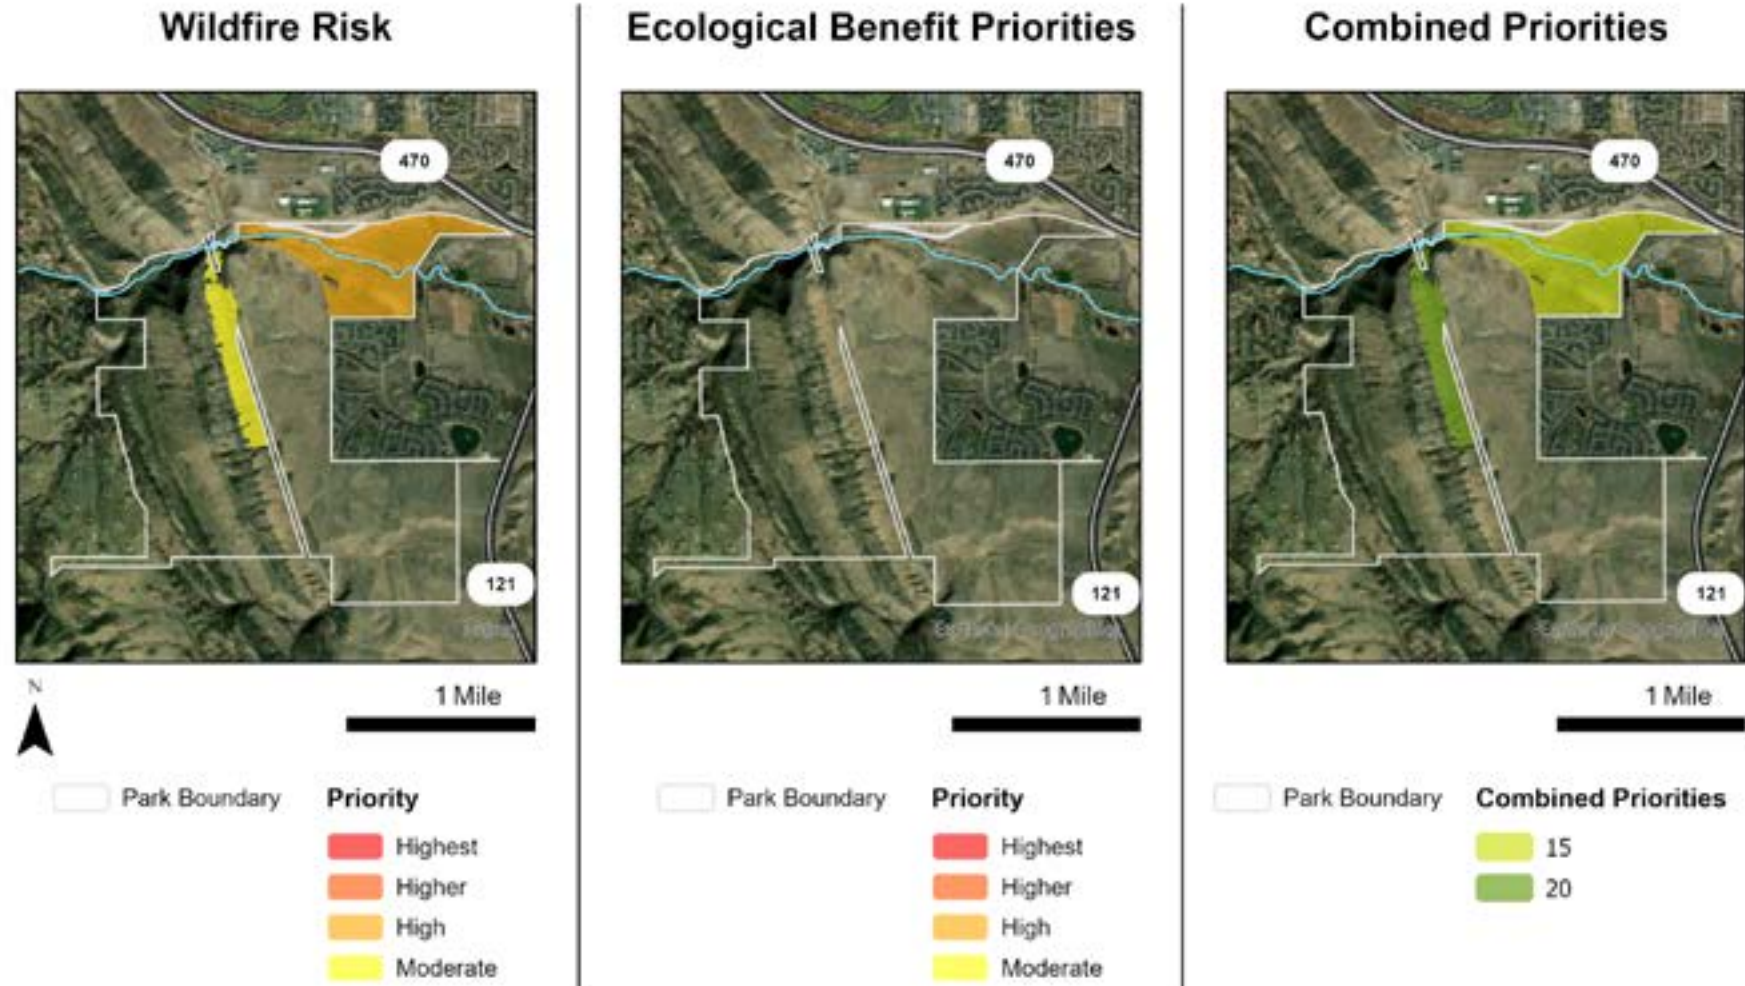 Wildfire Risk
470
121
N
1 Mile
Park Boundary
Priority
Highest
Higher
High
Moderate
Ecological Benefit Priorities
470
121
1 Mile
Park Boundary
Priority
Highest
Higher
High
Moderate
Combined Priorities
470
121
1 Mile
Park Boundary
Combined Priorities
15
20